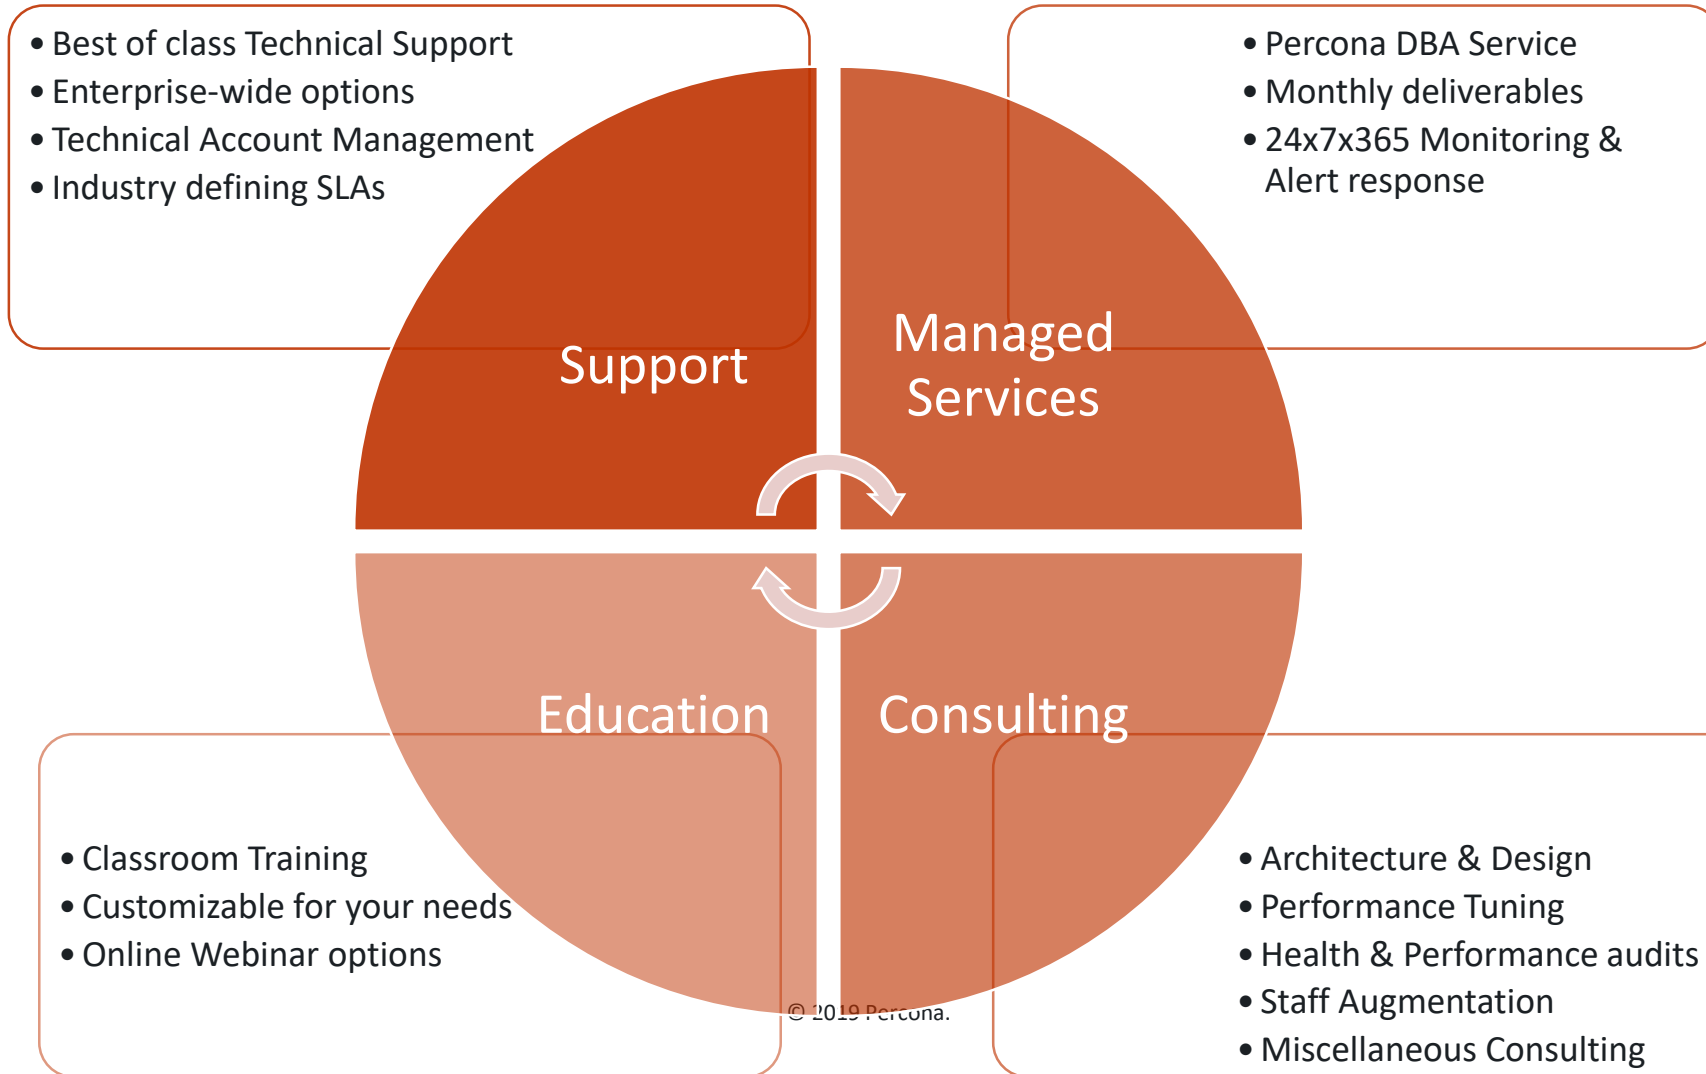 • Best of class Technical Support
• Enterprise-wide options
• Technical Account Management
• Industry defining SLAs
• Percona DBA Service
• Monthly deliverables
• 24x7x365 Monitoring &
Alert response
Support
Managed
Services
Education
Consulting
• Classroom Training
• Customizable for your needs
• Online Webinar options
• Architecture & Design
• Performance Tuning
• Health & Performance audits
• Staff Augmentation
• Miscellaneous Consulting
© 2019 Percona.